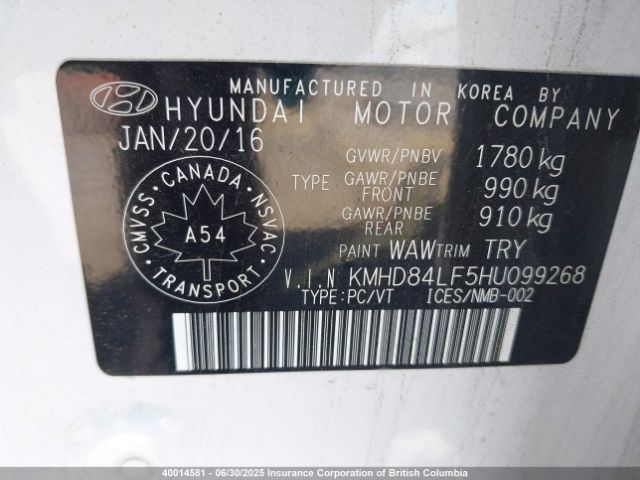 MANUFACTURED IN KOREA BY
HYUNDAI MOTOR COMPANY
JAN/20/16
GVWR/PNBV 1780 kg
TYPE GAWR/PNBE FRONT 990 kg
GAWR/PNBE REAR 910 kg
CANADA
CMVSS NSVAC
A54
TRANSPORT
PAINT WAW TRIM TRY
V.I.N KMHD84LF5HU099268
TYPE:PC/VT ICES/NMB-002
40014581 - 06/30/2025 Insurance Corporation of British Columbia